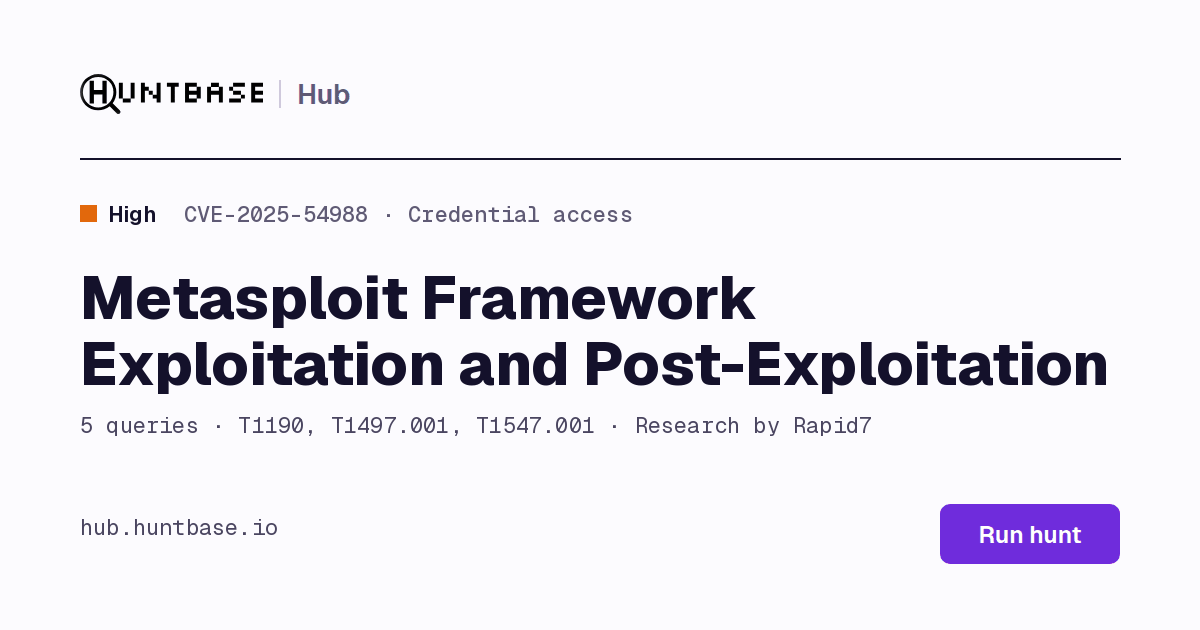 HUNTBASE Hub
High CVE-2025-54988 · Credential access
Metasploit Framework
Exploitation and Post-Exploitation
5 queries · T1190, T1497.001, T1547.001 · Research by Rapid7
hub.huntbase.io
Run hunt